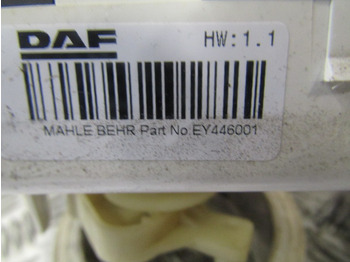 DAF HW:1.1
MAHLE BEHR Part No.EY446001